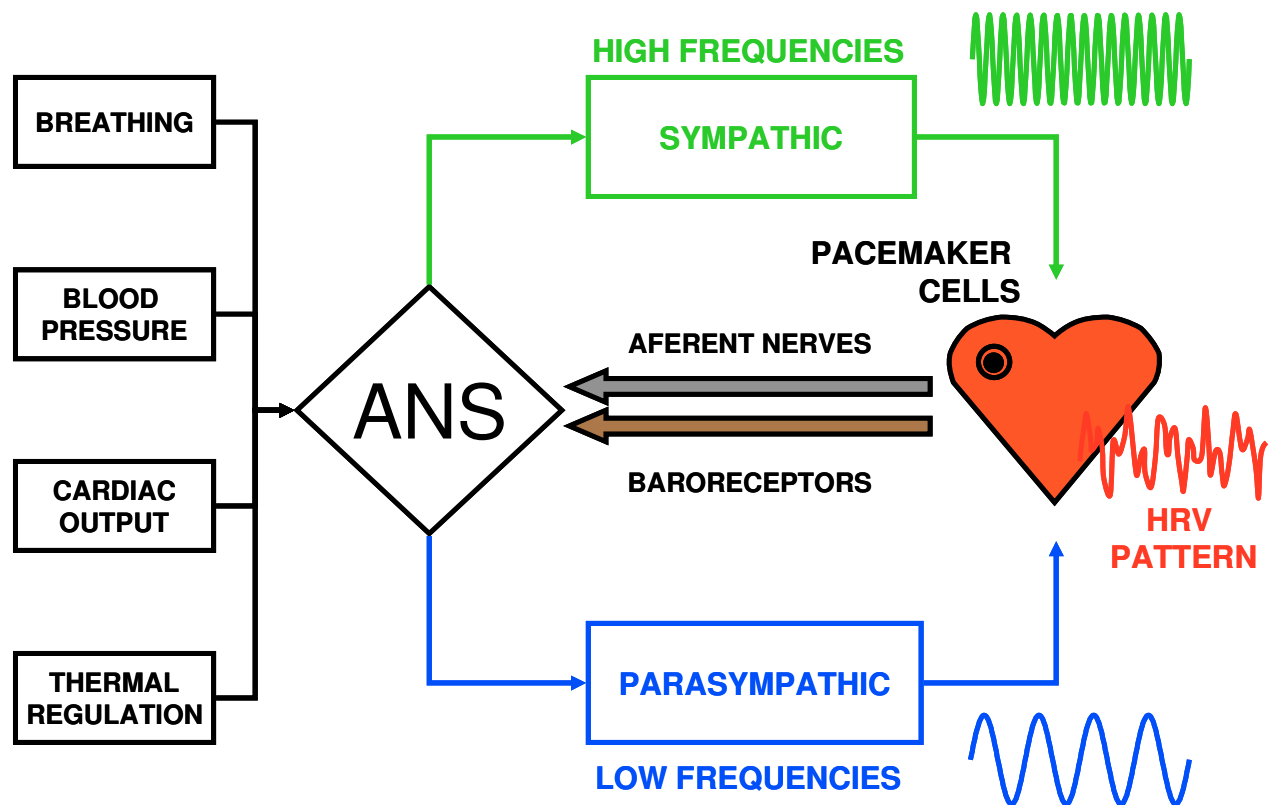 HIGH FREQUENCIES
BREATHING
SYMPATHIC
PACEMAKER
CELLS
BLOOD
PRESSURE
AFERENT NERVES
ANS
BARORECEPTORS
CARDIAC
OUTPUT
HRV
PATTERN
THERMAL
REGULATION
PARASYMPATHIC
LOW FREQUENCIES